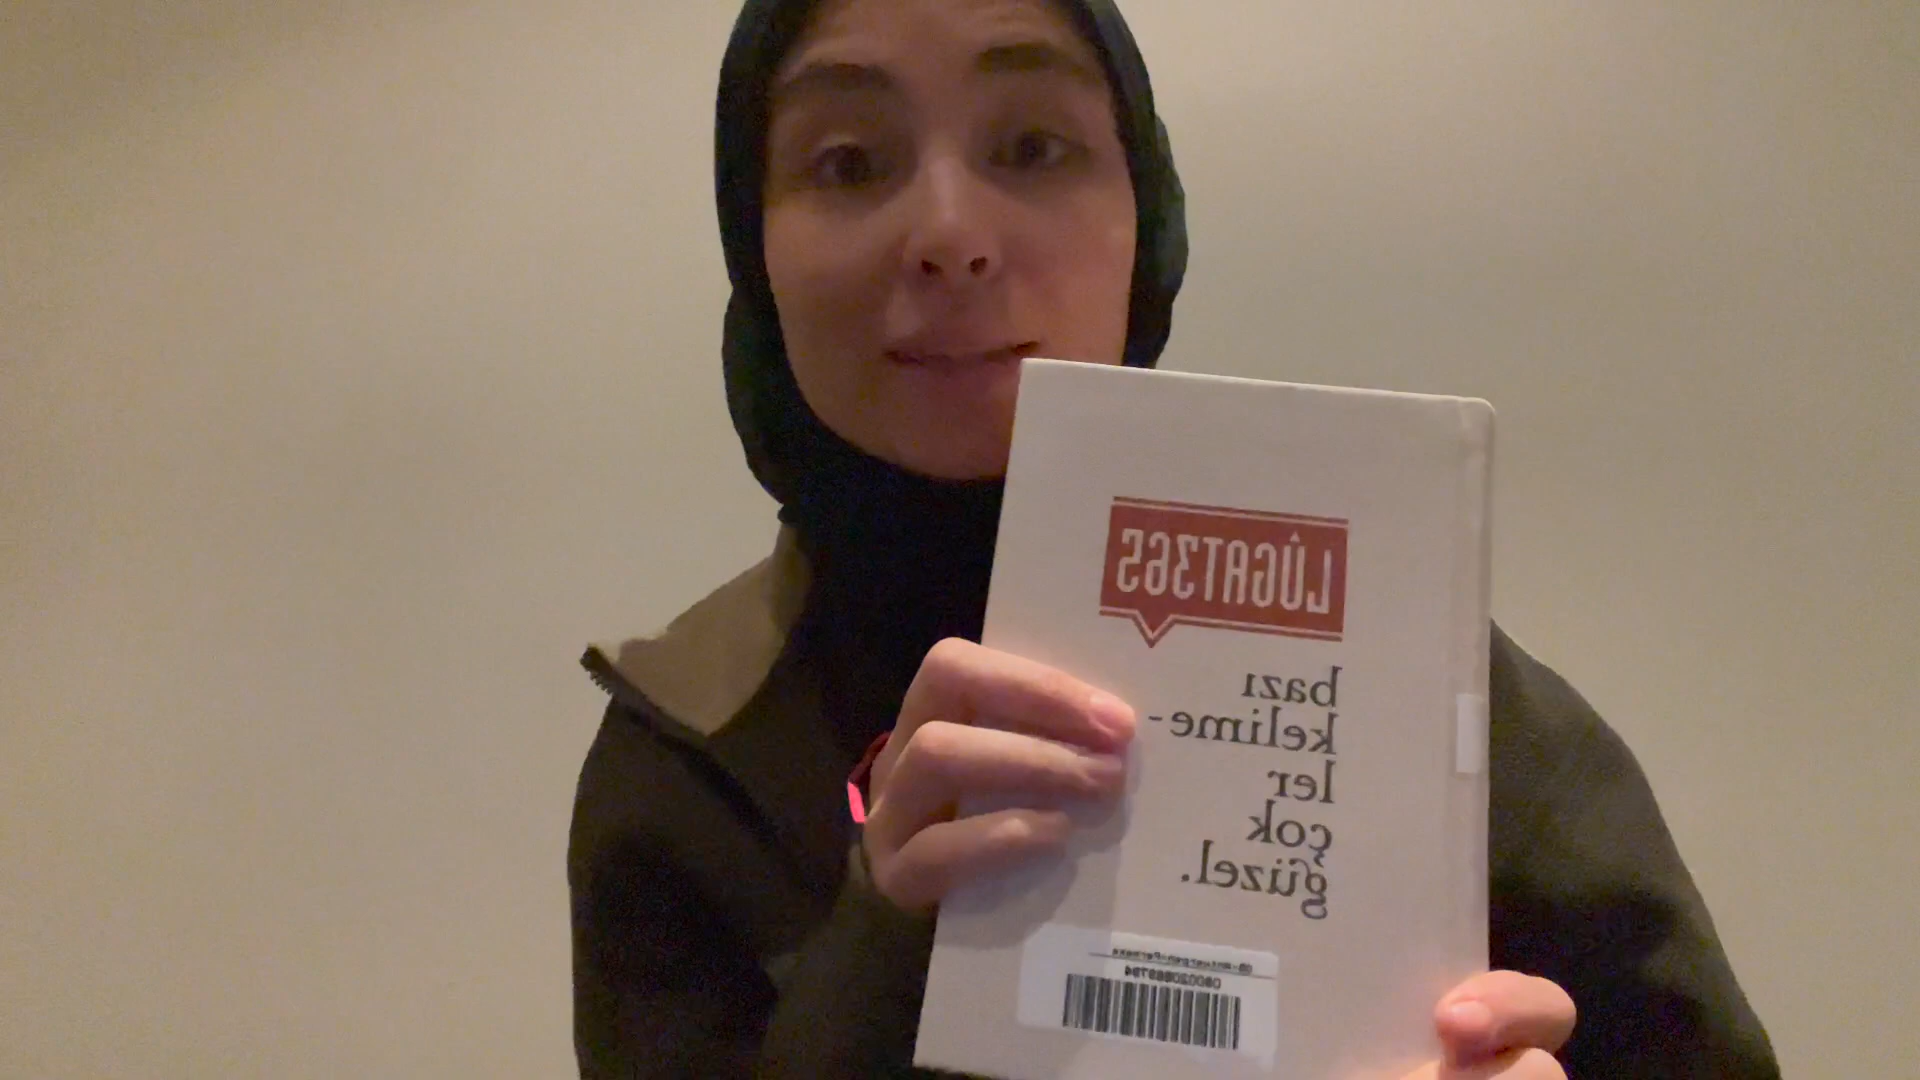 LÛGAT365
bazı
kelime-
ler
çok
güzel.